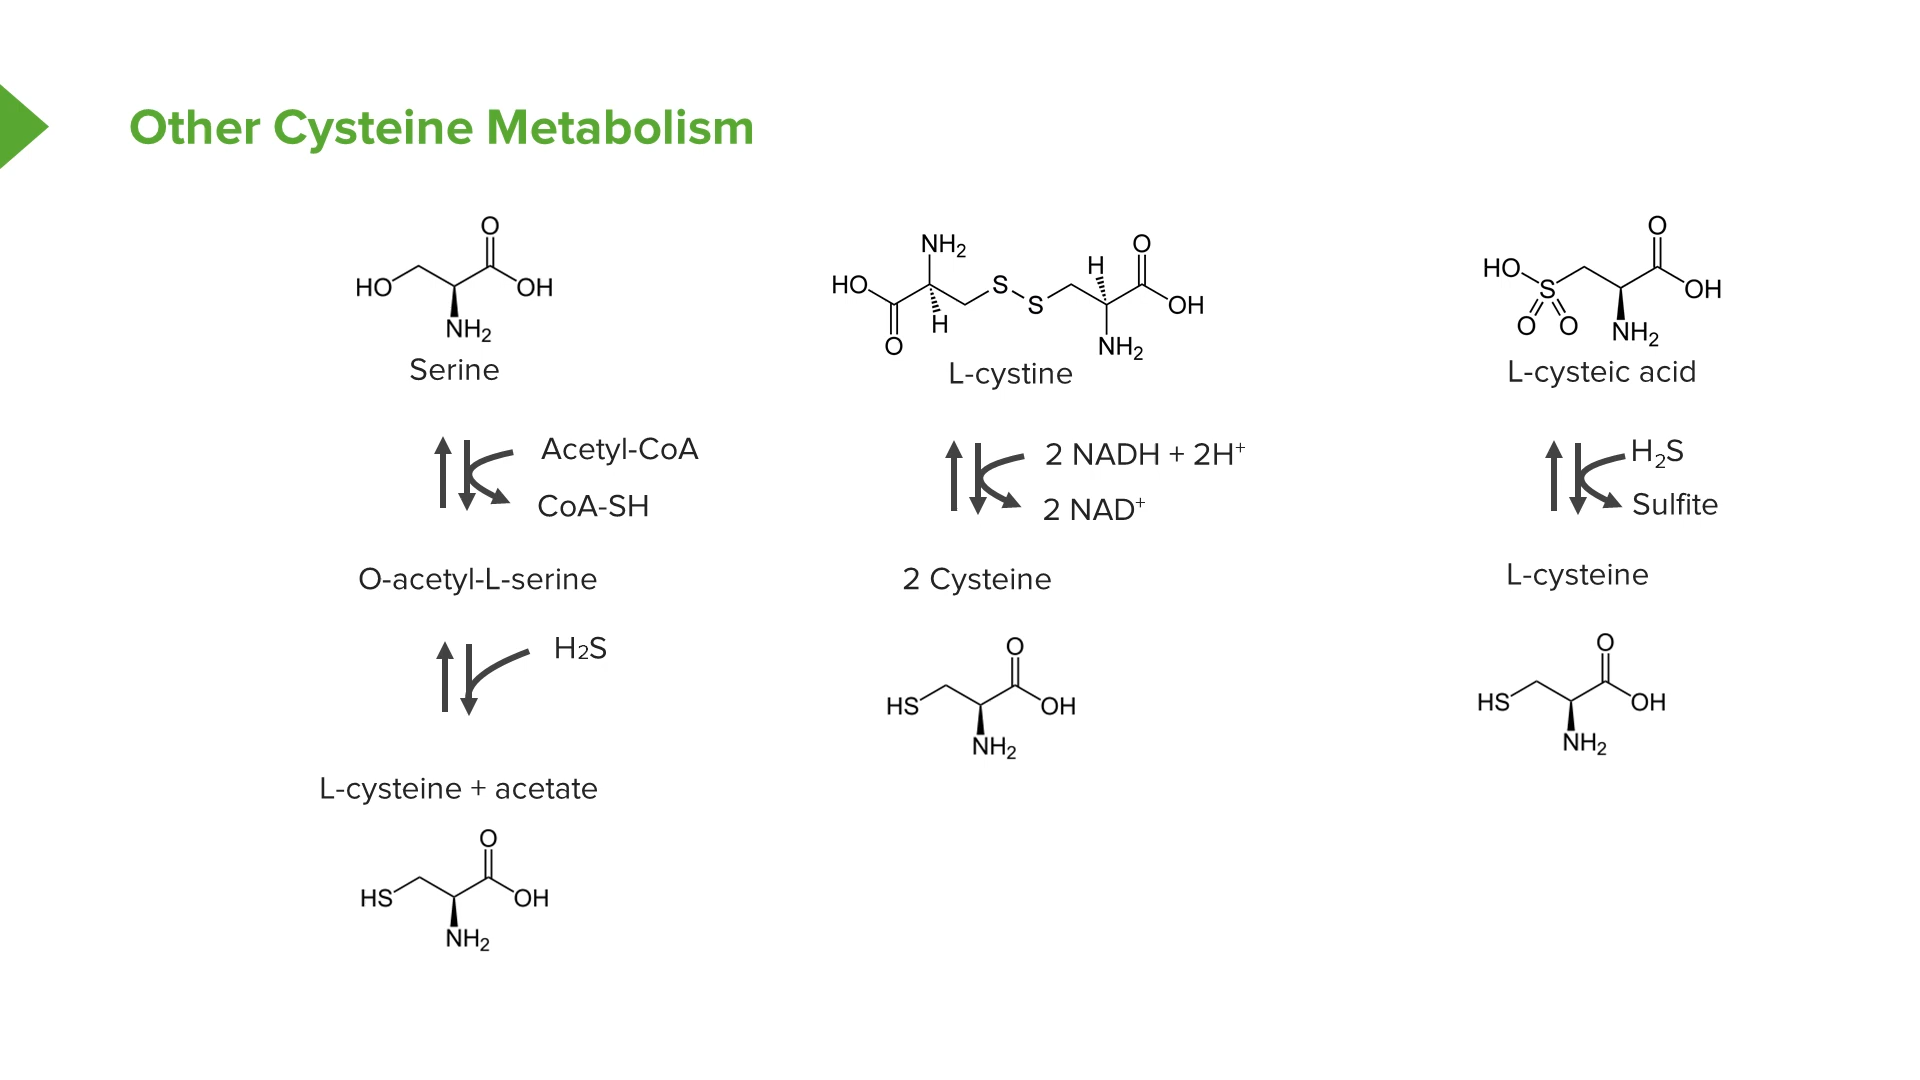 Other Cysteine Metabolism
O
HO
OH
NH₂
Serine
Acetyl-CoA
CoA-SH
O-acetyl-L-serine
H₂S
L-cysteine + acetate
O
HS
OH
NH₂
NH₂
O
HO
S
H
S
OH
H
O
NH₂
L-cystine
2 NADH + 2H⁺
2 NAD⁺
2 Cysteine
O
HS
OH
NH₂
O
HO
S
OH
O
O
NH₂
L-cysteic acid
H₂S
Sulfite
L-cysteine
O
HS
OH
NH₂